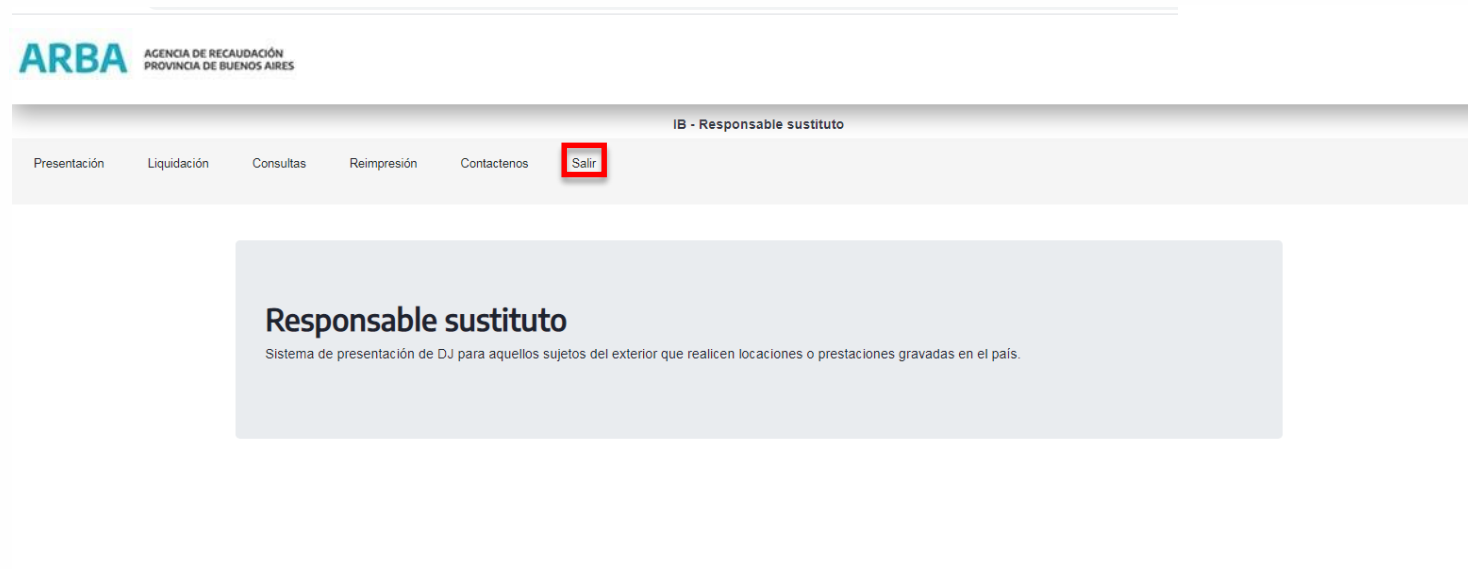 ARBA
AGENCIA DE RECAUDACIÓN
PROVINCIA DE BUENOS AIRES
IB - Responsable sustituto
Presentación Liquidación Consultas Reimpresión Contactenos Salir
Responsable sustituto
Sistema de presentación de DJ para aquellos sujetos del exterior que realicen locaciones o prestaciones gravadas en el país.